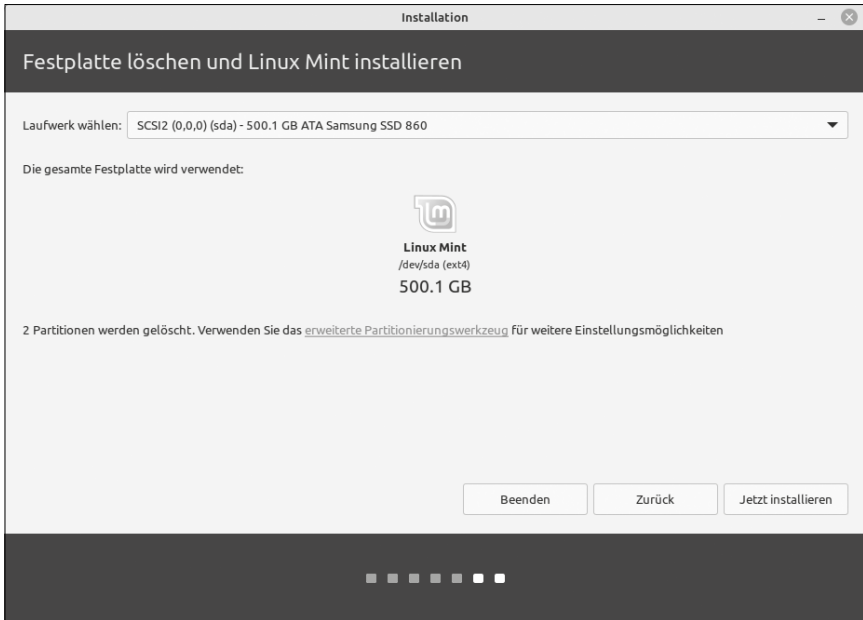 Installation
Festplatte löschen und Linux Mint installieren
Laufwerk wählen: SCSI2 (0,0,0) (sda) - 500.1 GB ATA Samsung SSD 860
Die gesamte Festplatte wird verwendet:
Linux Mint
/dev/sda (ext4)
500.1 GB
2 Partitionen werden gelöscht. Verwenden Sie das erweiterte Partitionierungswerkzeug für weitere Einstellungsmöglichkeiten
Beenden Zurück Jetzt installieren